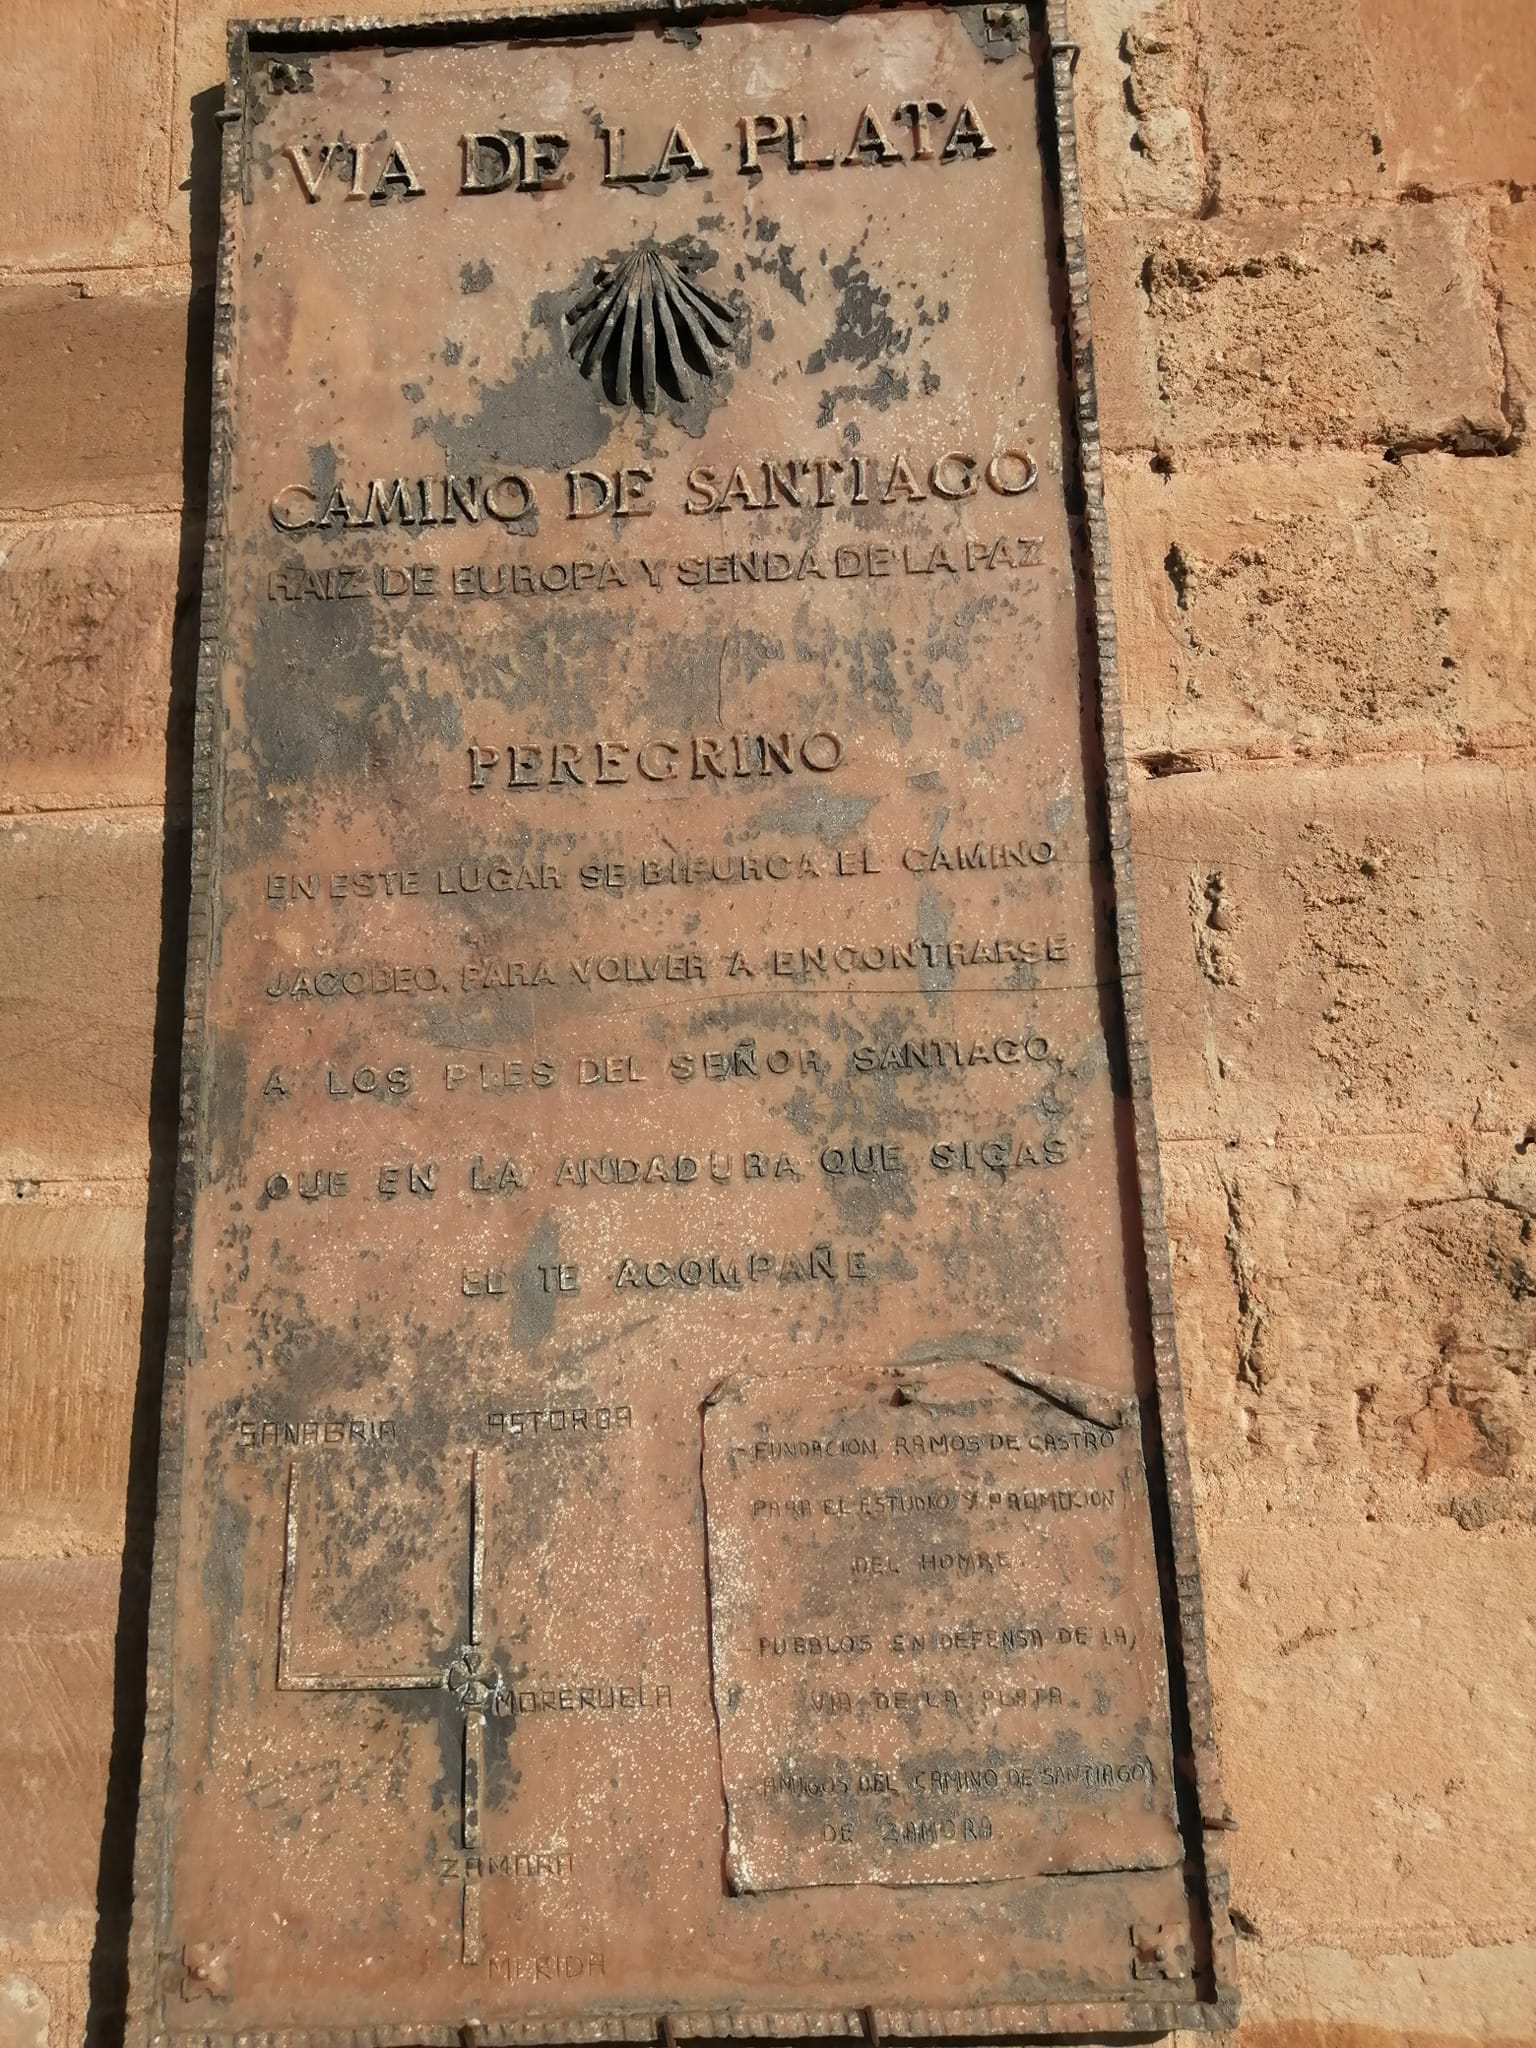 VIA DE LA PLATA
CAMINO DE SANTIAGO
RAIZ DE EUROPA Y SENDA DE LA PAZ
PEREGRINO
EN ESTE LUGAR SE BIFURCA EL CAMINO
JACOBEO, PARA VOLVER A ENCONTRARSE
A LOS PIES DEL SEÑOR SANTIAGO,
QUE EN LA ANDADURA QUE SIGAS
EL TE ACOMPAÑE
SANABRIA ASTORGA
MORERUELA
ZAMORA
MERIDA
- FUNDACION RAMOS DE CASTRO
PARA EL ESTUDIO Y PROMOCION
DEL HOMRE.
- PUEBLOS EN DEFENSA DE LA
VIA DE LA PLATA.
- AMIGOS DEL CAMINO DE SANTIAGO
DE ZAMORA.